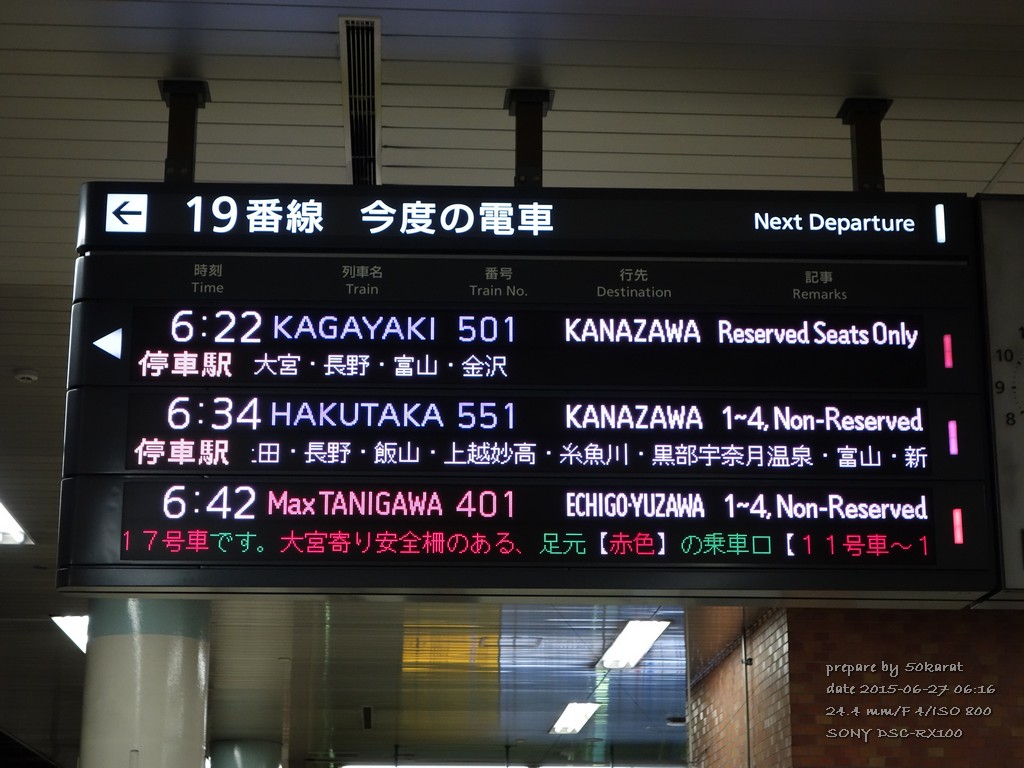 19番線 今度の電車 Next Departure
時刻 列車名 番号 行先 記事
Time Train Train No. Destination Remarks
6:22 KAGAYAKI 501 KANAZAWA Reserved Seats Only
停車駅 大宮・長野・富山・金沢
6:34 HAKUTAKA 551 KANAZAWA 1~4, Non-Reserved
停車駅 田・長野・飯山・上越妙高・糸魚川・黒部宇奈月温泉・富山・新
6:42 Max TANIGAWA 401 ECHIGO-YUZAWA 1~4, Non-Reserved
17号車です。大宮寄り安全柵のある、足元【赤色】の乗車口【11号車～1
10
9
8
prepare by 50karat
date 2015-06-27 06:16
24.4 mm/F 4/ISO 800
SONY DSC-RX100